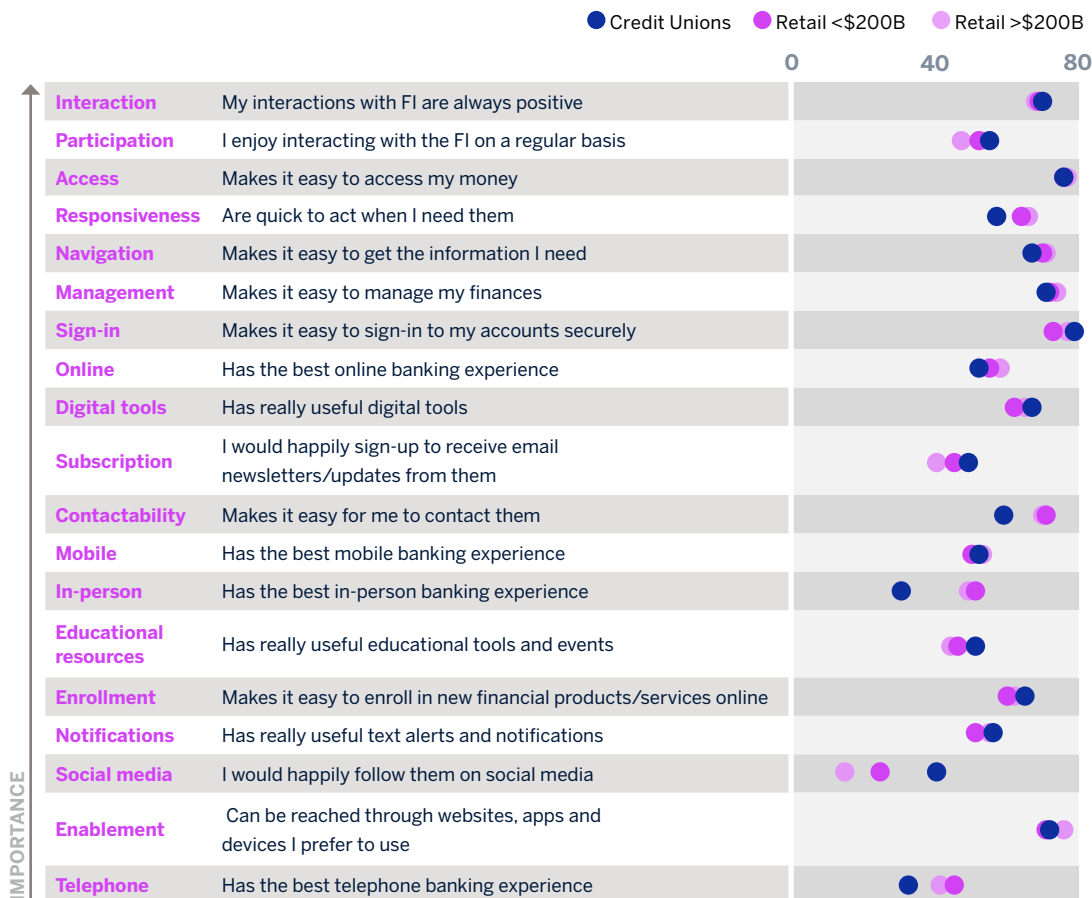 Credit Unions Retail <$200B Retail >$200B
0 40 80
Interaction My interactions with FI are always positive
Participation I enjoy interacting with the FI on a regular basis
Access Makes it easy to access my money
Responsiveness Are quick to act when I need them
Navigation Makes it easy to get the information I need
Management Makes it easy to manage my finances
Sign-in Makes it easy to sign-in to my accounts securely
Online Has the best online banking experience
Digital tools Has really useful digital tools
Subscription I would happily sign-up to receive email
newsletters/updates from them
Contactability Makes it easy for me to contact them
Mobile Has the best mobile banking experience
In-person Has the best in-person banking experience
Educational
resources Has really useful educational tools and events
Enrollment Makes it easy to enroll in new financial products/services online
Notifications Has really useful text alerts and notifications
Social media I would happily follow them on social media
Enablement Can be reached through websites, apps and
devices I prefer to use
Telephone Has the best telephone banking experience
IMPORTANCE